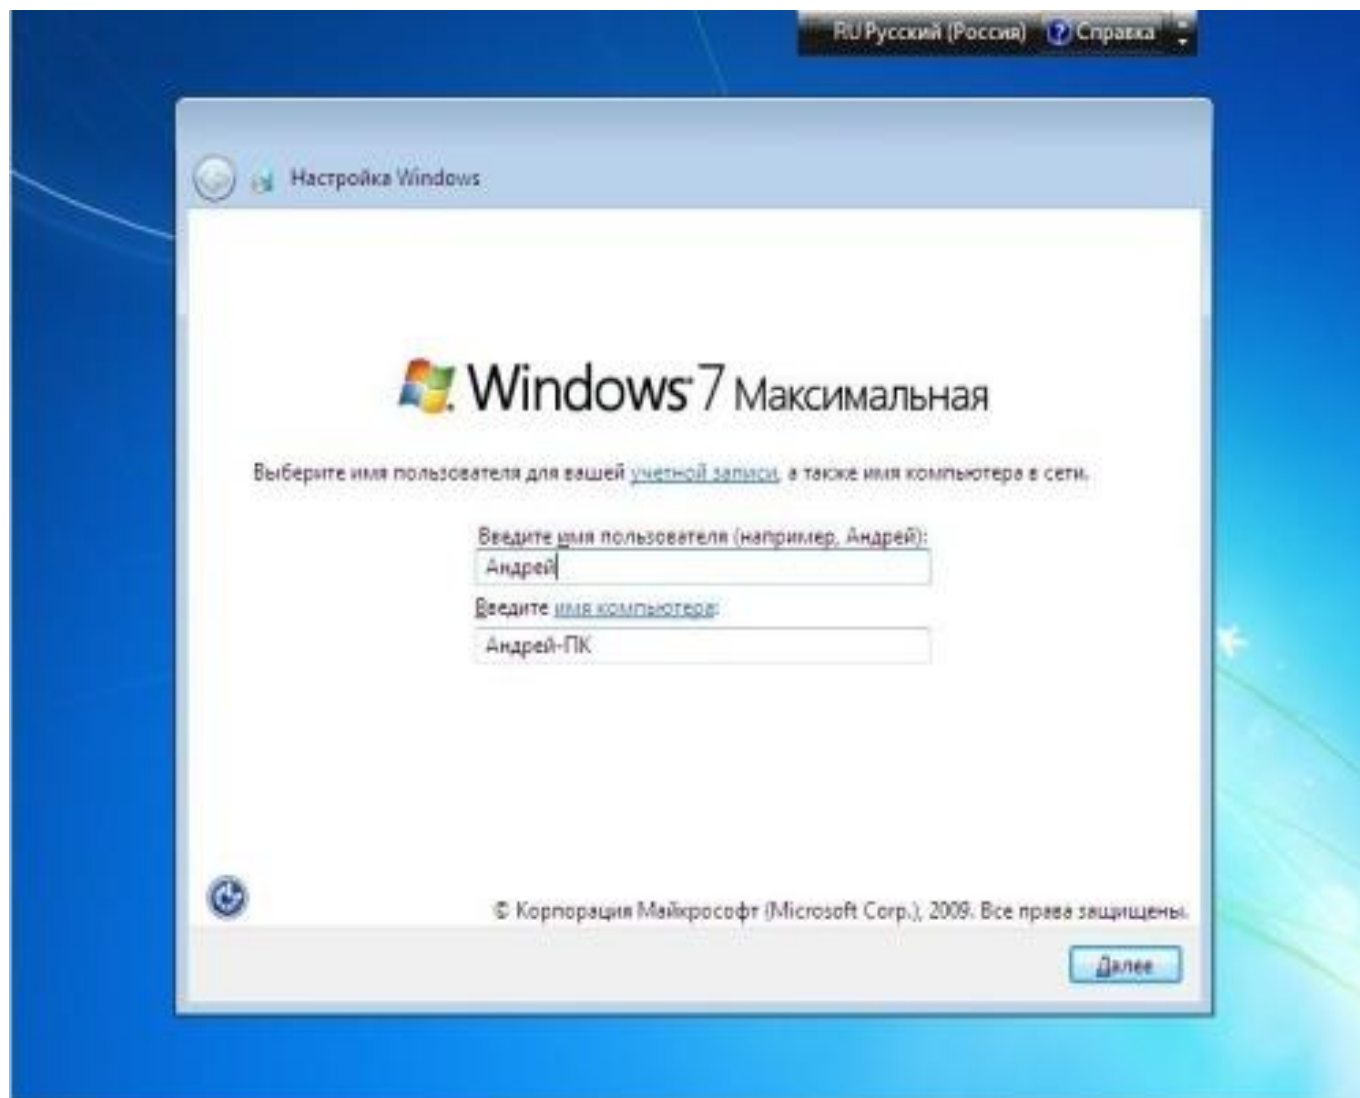 RU Русский (Россия) Справка
Настройка Windows
Windows 7 Максимальная
Выберите имя пользователя для вашей учетной записи, а также имя компьютера в сети.
Введите имя пользователя (например, Андрей):
Андрей
Введите имя компьютера:
Андрей-ПК
© Корпорация Майкрософт (Microsoft Corp.), 2009. Все права защищены.
Далее